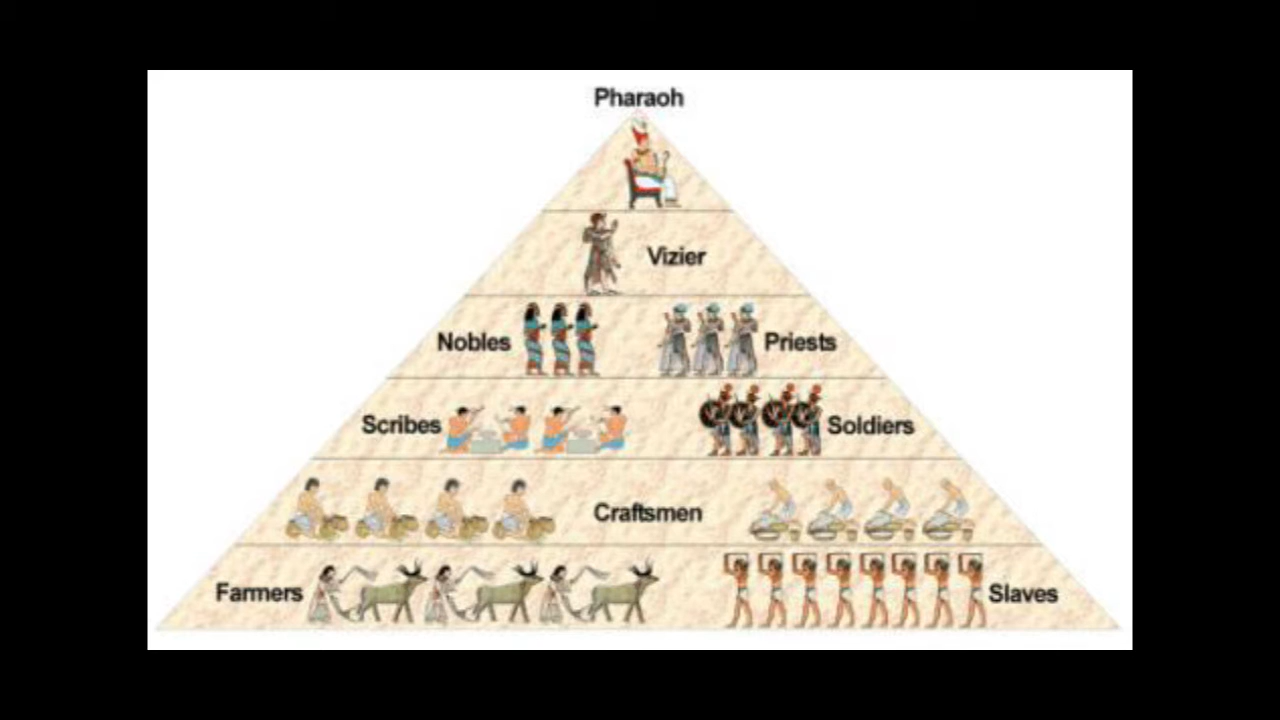 Pharaoh
Vizier
Nobles Priests
Scribes Soldiers
Craftsmen
Farmers Slaves